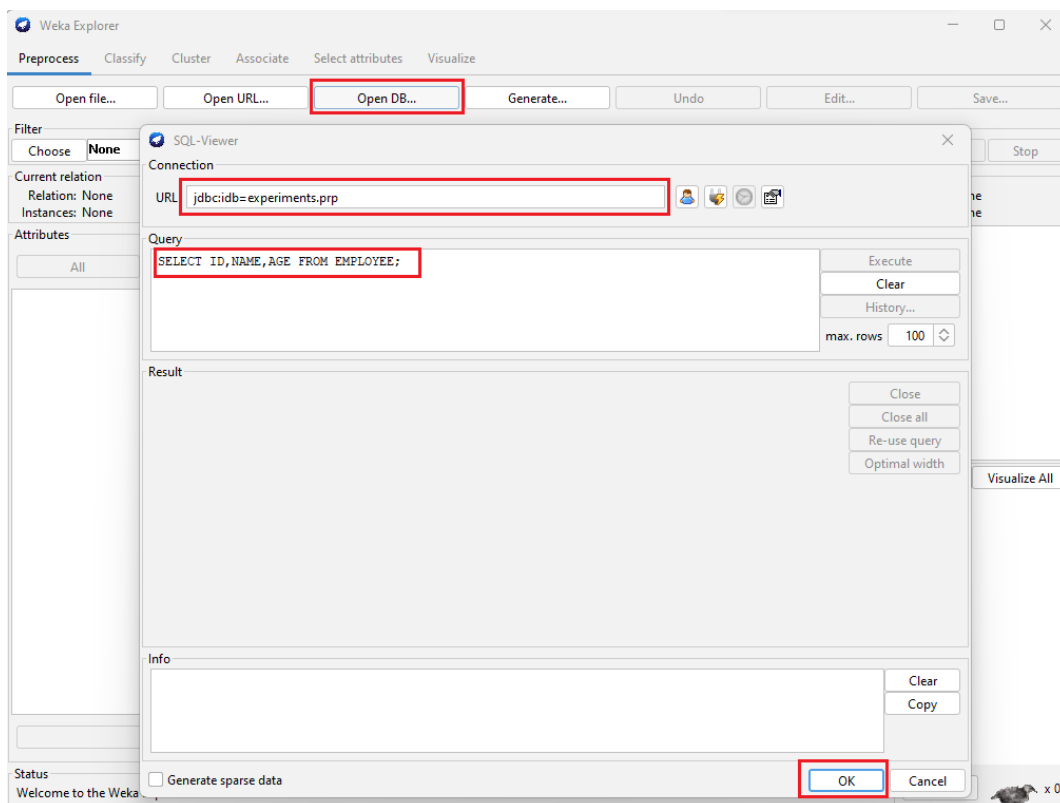 Weka Explorer
Preprocess Classify Cluster Associate Select attributes Visualize
Open file... Open URL... Open DB... Generate... Undo Edit... Save...
Filter
Choose None
Stop
Current relation
Relation: None
Instances: None
Attributes
All
SQL-Viewer
Connection
URL jdbc:idb=experiments.prp
Query
SELECT ID,NAME,AGE FROM EMPLOYEE;
Execute
Clear
History...
max. rows 100
Result
Close
Close all
Re-use query
Optimal width
Visualize All
Info
Clear
Copy
Generate sparse data
OK Cancel
Status
Welcome to the Weka
x 0